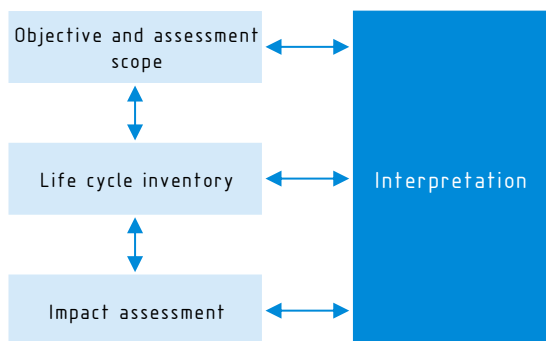 Objective and assessment
scope
Life cycle inventory
Interpretation
Impact assessment